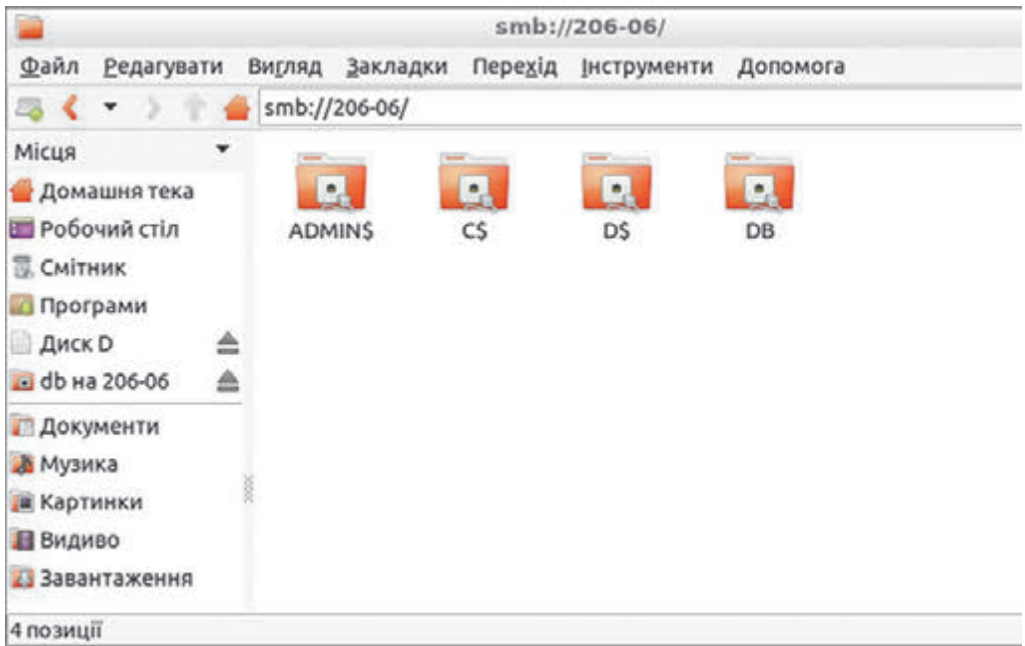 smb://206-06/
Файл Редагувати Вигляд Закладки Перехід Інструменти Допомога
smb://206-06/
Місця
Домашня тека
Робочий стіл
Смітник
Програми
Диск D
db на 206-06
Документи
Музика
Картинки
Видиво
Завантаження
ADMIN$ C$ D$ DB
4 позиції